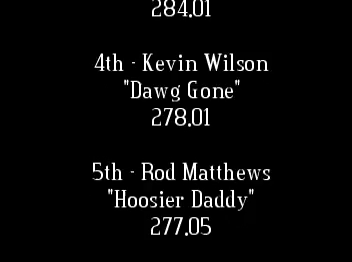 284.01
4th - Kevin Wilson
"Dawg Gone"
278.01
5th - Rod Matthews
"Hoosier Daddy"
277.05